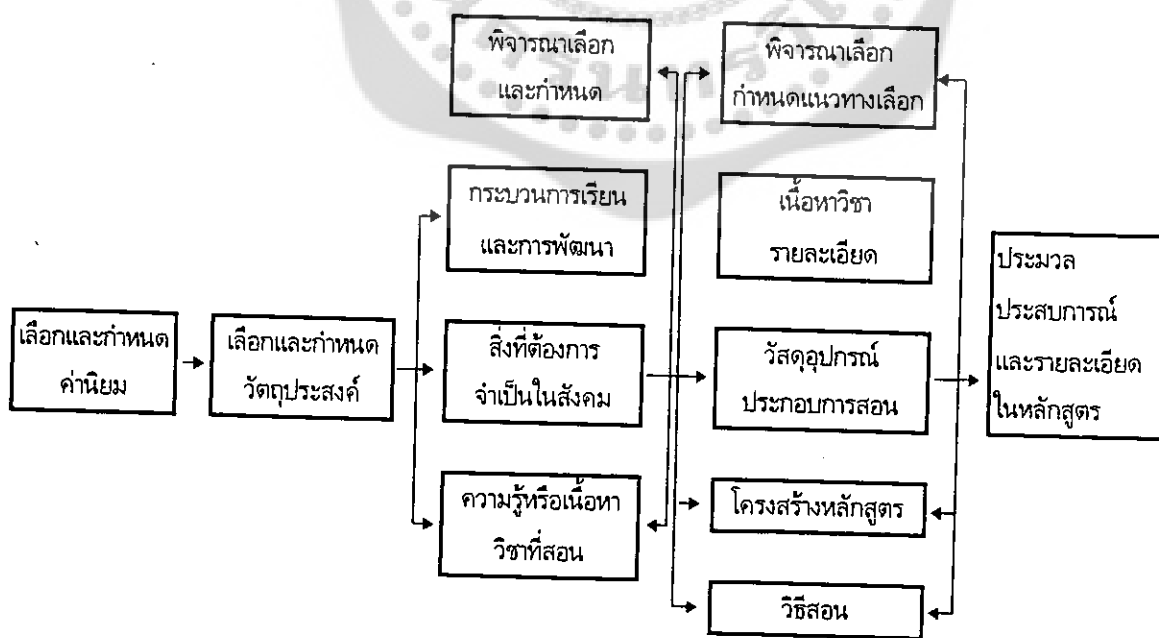 พิจารณาเลือก
และกำหนด
พิจารณาเลือก
กำหนดแนวทางเลือก
กระบวนการเรียน
และการพัฒนา
เนื้อหาวิชา
รายละเอียด
เลือกและกำหนด
ค่านิยม
เลือกและกำหนด
วัตถุประสงค์
สิ่งที่ต้องการ
จำเป็นในสังคม
วัสดุอุปกรณ์
ประกอบการสอน
ประมวล
ประสบการณ์
และรายละเอียด
ในหลักสูตร
ความรู้หรือเนื้อหา
วิชาที่สอน
โครงสร้างหลักสูตร
วิธีสอน